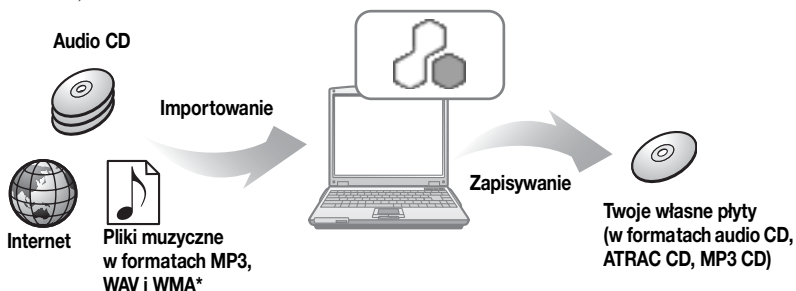 Audio CD
Importowanie
Zapisywanie
Internet
Pliki muzyczne
w formatach MP3,
WAV i WMA*
Twoje własne płyty
(w formatach audio CD,
ATRAC CD, MP3 CD)